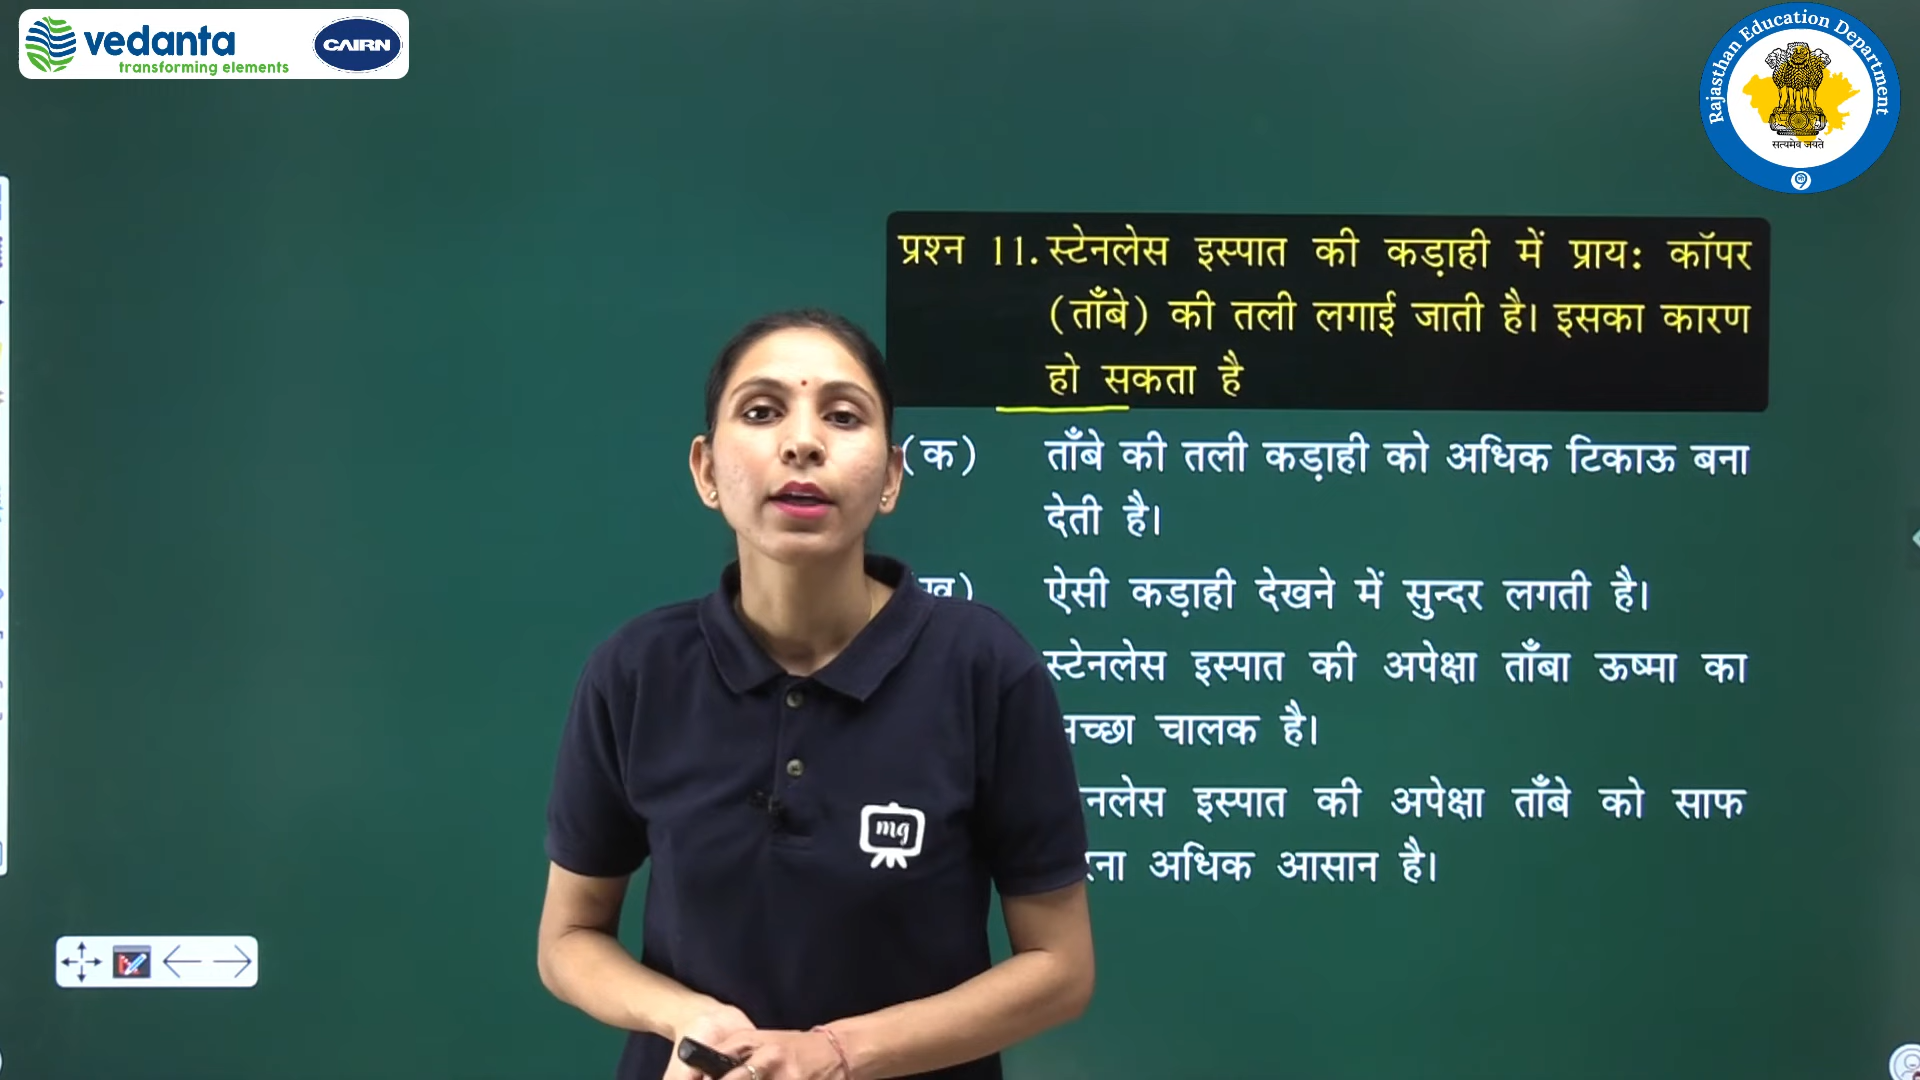 vedanta
transforming elements
CAIRN
Rajasthan Education Department
सत्यमेव जयते
प्रश्न 11. स्टेनलेस इस्पात की कड़ाही में प्राय: कॉपर
(ताँबे) की तली लगाई जाती है। इसका कारण
हो सकता है
(क) ताँबे की तली कड़ाही को अधिक टिकाऊ बना
देती है।
ऐसी कड़ाही देखने में सुन्दर लगती है।
स्टेनलेस इस्पात की अपेक्षा ताँबा ऊष्मा का
चालक है।
इस्पात की अपेक्षा ताँबे को साफ
अधिक आसान है।
mg